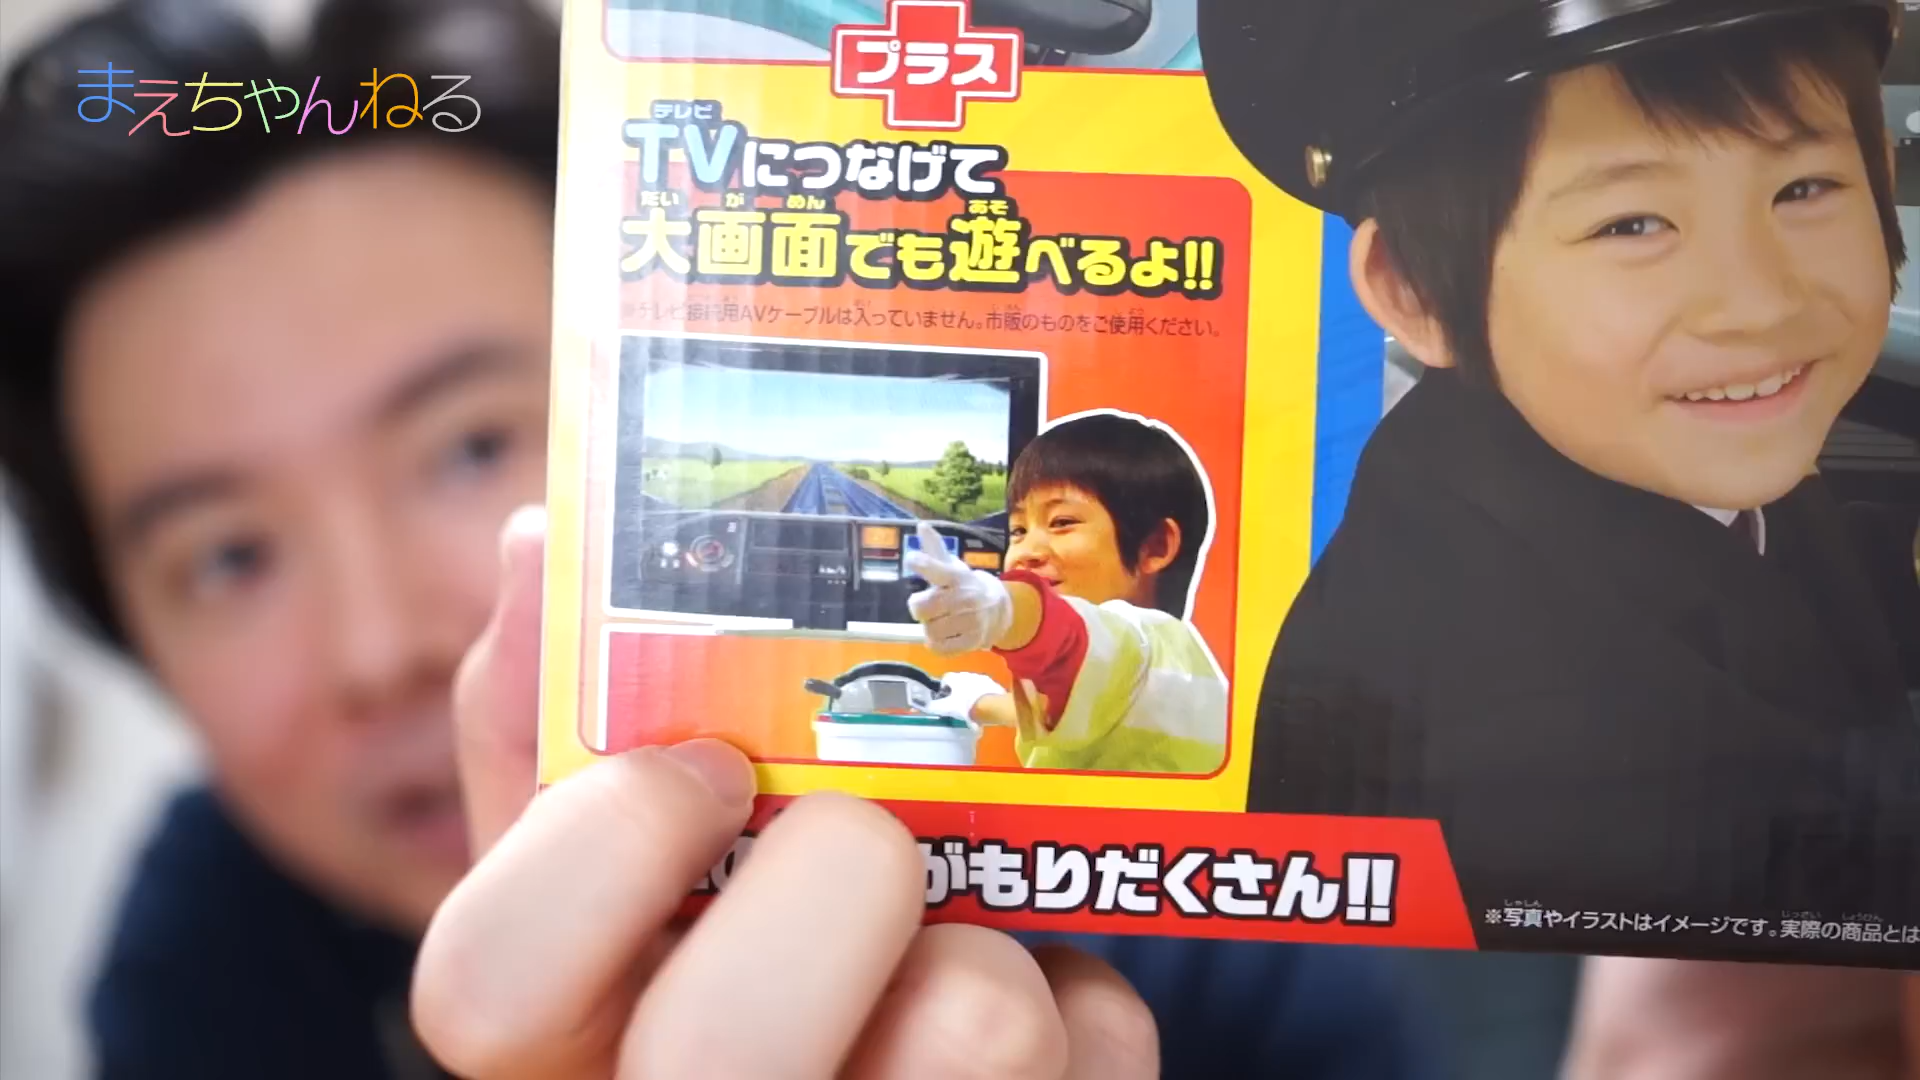 まえちゃんねる
プラス
テレビ
TVにつなげて
だい が めん あそ
大画面でも遊べるよ!!
※テレビ接続用AVケーブルは入っていません。市販のものをご使用ください。
がもりだくさん!!
しゃしん じっさい しょうひん
※写真やイラストはイメージです。実際の商品とは